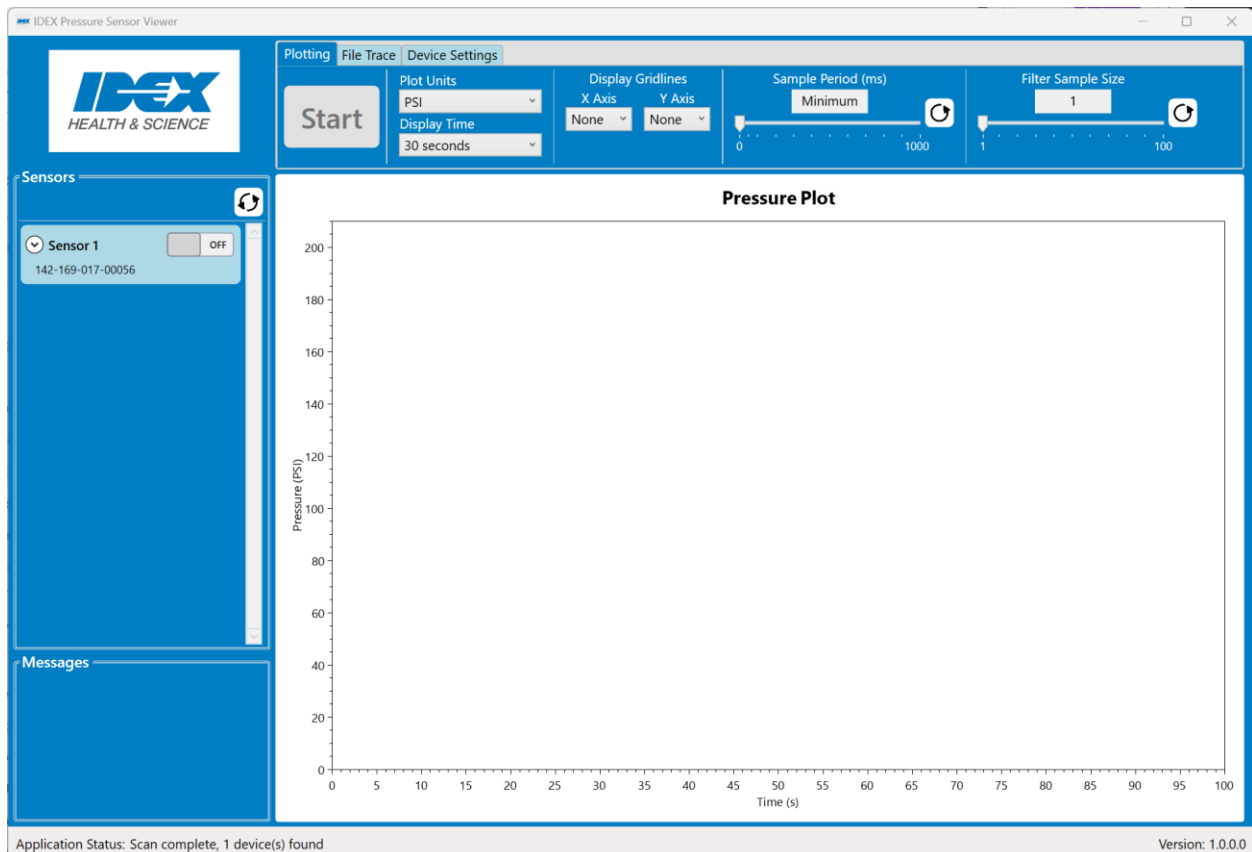 IDEX Pressure Sensor Viewer
IDEX
HEALTH & SCIENCE
Plotting File Trace Device Settings
Start
Plot Units
PSI
Display Time
30 seconds
Display Gridlines
X Axis Y Axis
None None
Sample Period (ms)
Minimum
0 1000
Filter Sample Size
1
1 100
Sensors
Sensor 1 OFF
142-169-017-00056
Messages
Pressure Plot
200
180
160
140
120
100
80
60
40
20
0
Pressure (PSI)
0 5 10 15 20 25 30 35 40 45 50 55 60 65 70 75 80 85 90 95 100
Time (s)
Application Status: Scan complete, 1 device(s) found
Version: 1.0.0.0